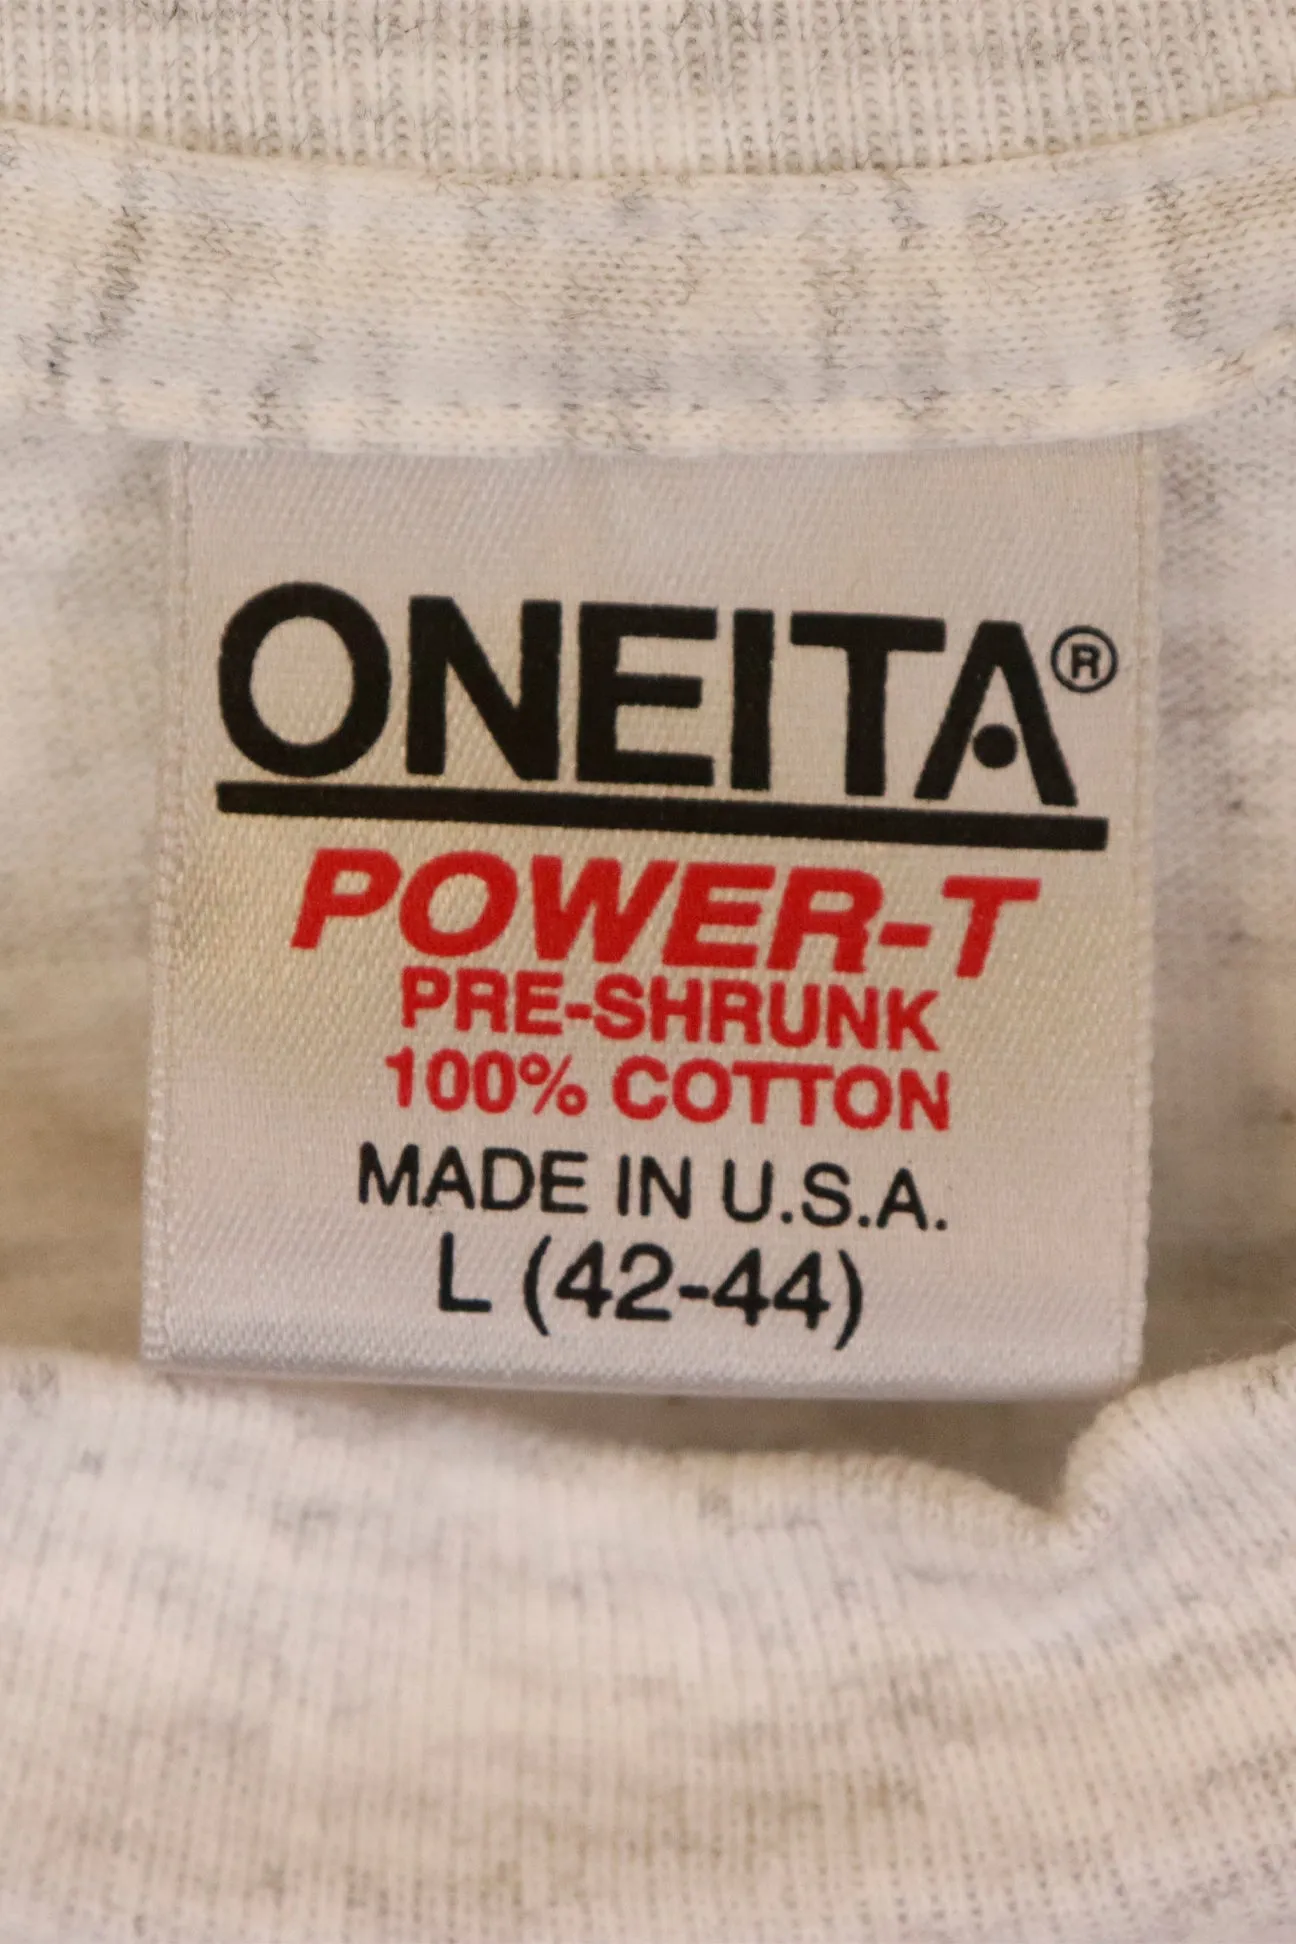 ONEITA®
POWER-T
PRE-SHRUNK
100% COTTON
MADE IN U.S.A.
L (42-44)